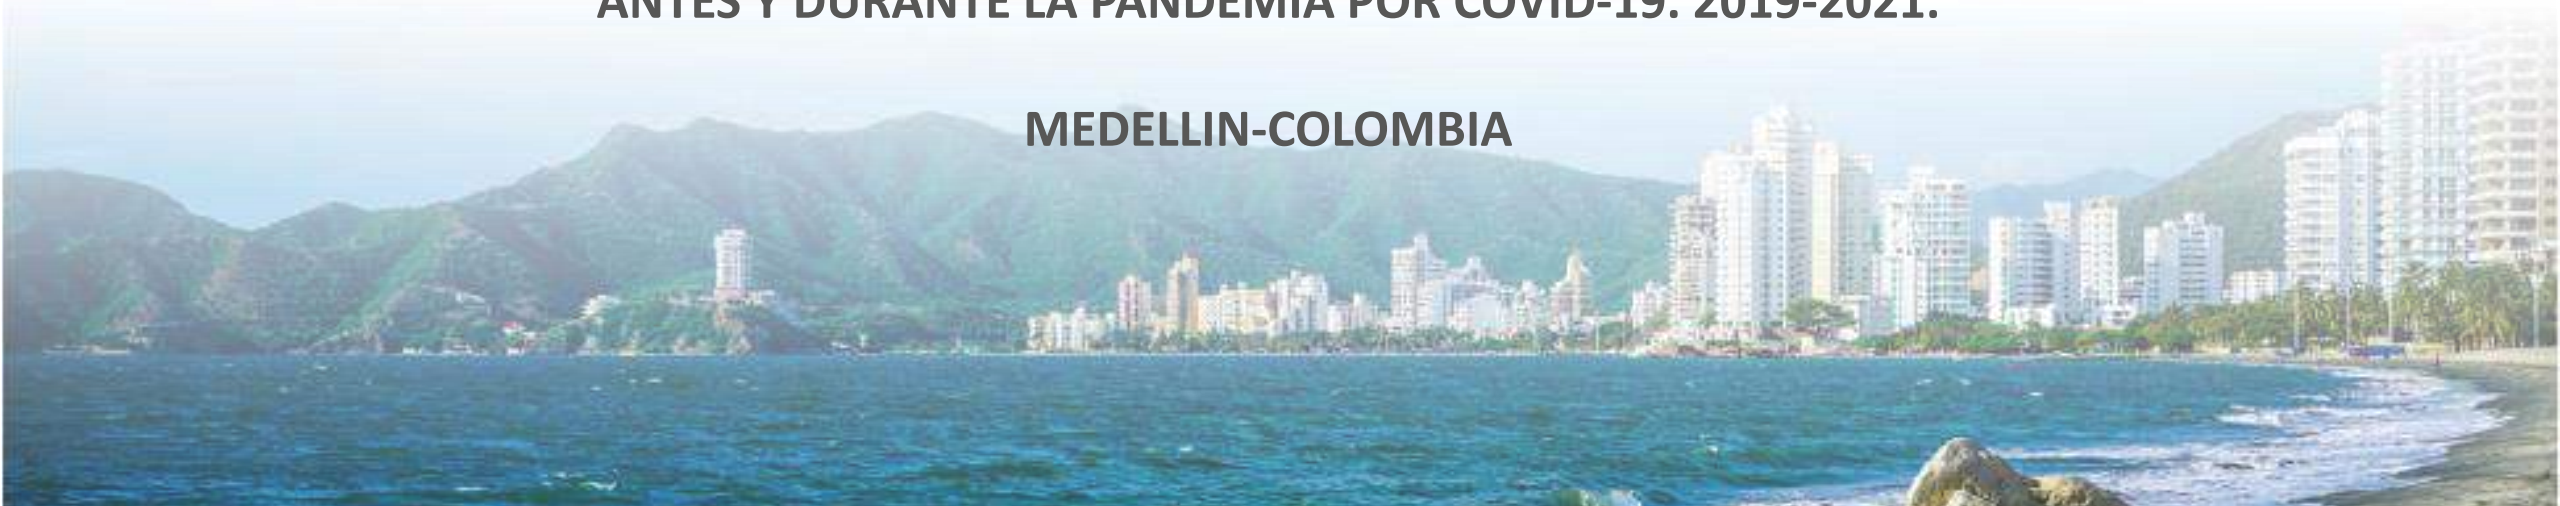 ANTES Y DURANTE LA PANDEMIA POR COVID-19. 2019-2021.
MEDELLIN-COLOMBIA